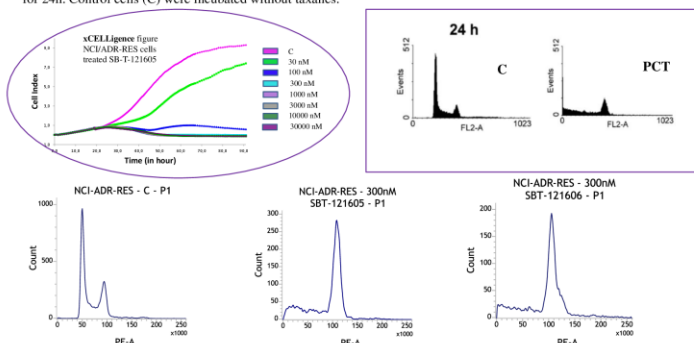 for 24h. Control cells (C) were incubated without taxanes.
xCELLigence figure
NCI/ADR-RES cells
treated SB-T-121605
Cell Index
Time (in hour)
C
30 nM
100 nM
300 nM
1000 nM
3000 nM
10000 nM
30000 nM
24 h
512
Events
0
C
FL2-A
1023
512
Events
0
PCT
FL2-A
1023
NCI-ADR-RES - C - P1
1000
500
0
Count
0 50 100 150 200 250
x1000
PE-A
NCI-ADR-RES - 300nM
SBT-121605 - P1
300
250
200
150
100
50
0
Count
0 50 100 150 200 250
x1000
PE-A
NCI-ADR-RES - 300nM
SBT-121606 - P1
200
150
100
50
0
Count
0 50 100 150 200 250
x1000
PE-A